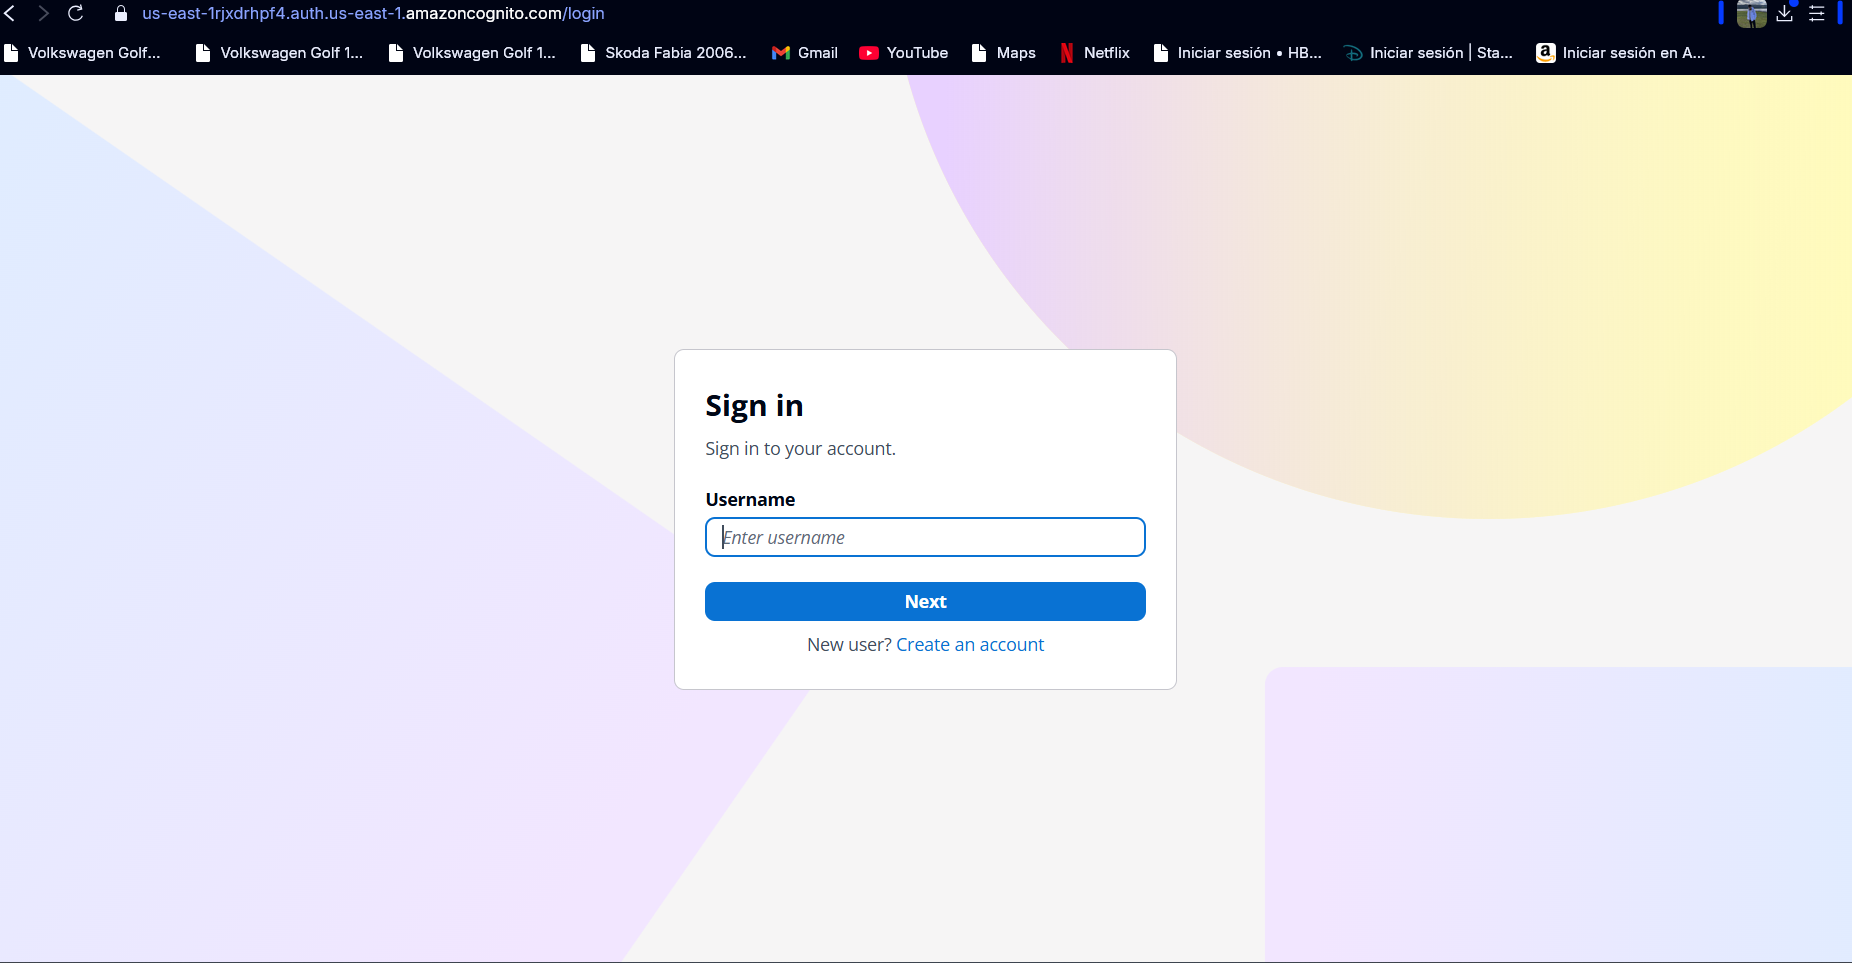 us-east-1rjxdrhpf4.auth.us-east-1.amazoncognito.com/login
Volkswagen Golf... Volkswagen Golf 1... Volkswagen Golf 1... Skoda Fabia 2006... Gmail YouTube Maps Netflix Iniciar sesión • HB... Iniciar sesión | Sta... Iniciar sesión en A...
Sign in
Sign in to your account.
Username
Enter username
Next
New user? Create an account